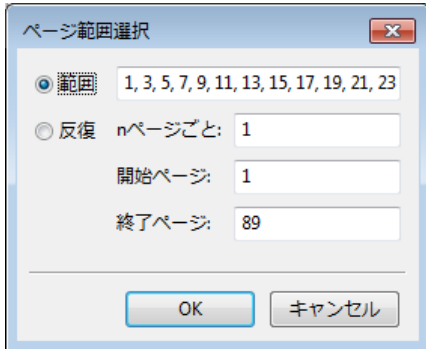 ページ範囲選択
範囲 1, 3, 5, 7, 9, 11, 13, 15, 17, 19, 21, 23
反復 nページごと: 1
開始ページ: 1
終了ページ: 89
OK キャンセル